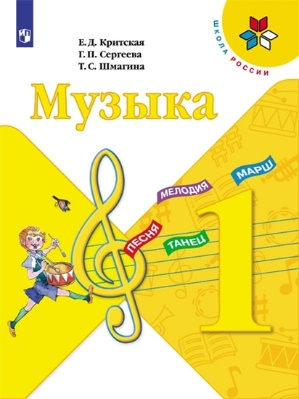 Е. Д. Критская
Г. П. Сергеева
Т. С. Шмагина
ШКОЛА РОССИИ
Музыка
ПЕСНЯ
МЕЛОДИЯ
МАРШ
ТАНЕЦ
1